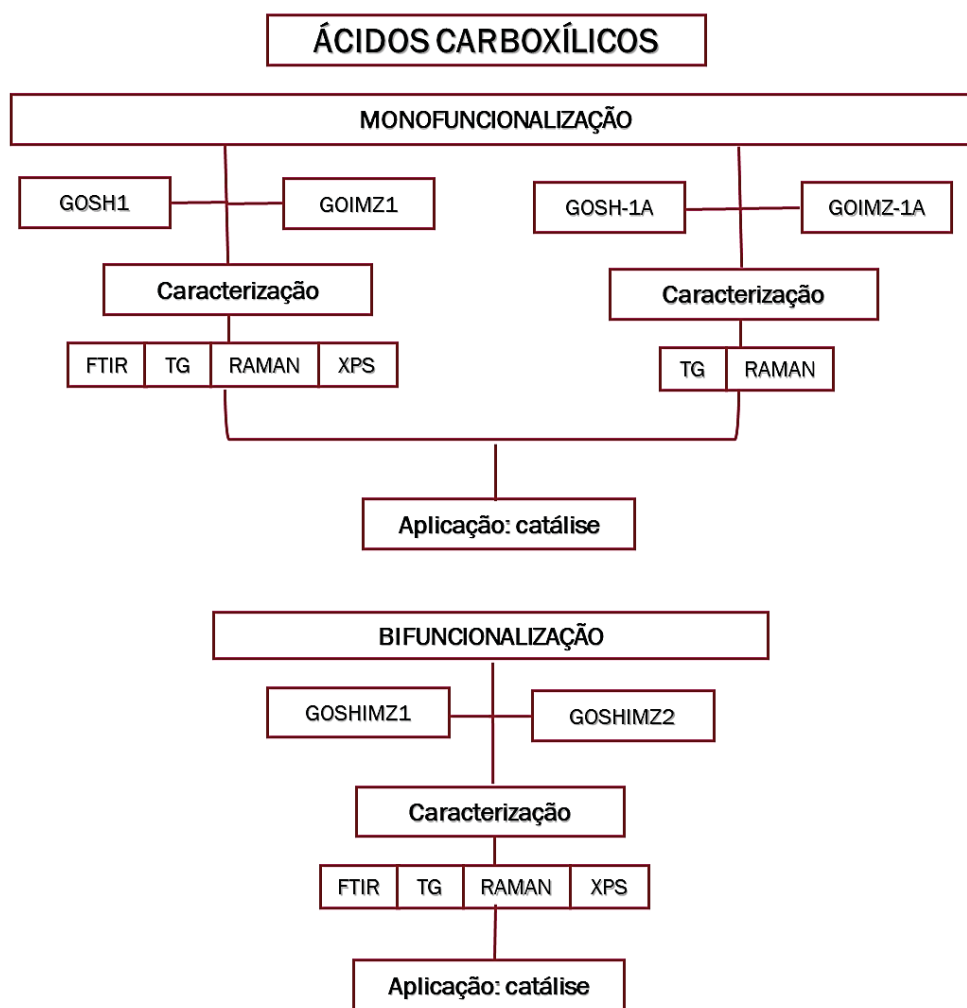 ÁCIDOS CARBOXÍLICOS
MONOFUNCIONALIZAÇÃO
GOSH1
GOIMZ1
GOSH-1A
GOIMZ-1A
Caracterização
Caracterização
FTIR TG RAMAN XPS
TG RAMAN
Aplicação: catálise
BIFUNCIONALIZAÇÃO
GOSHIMZ1
GOSHIMZ2
Caracterização
FTIR TG RAMAN XPS
Aplicação: catálise